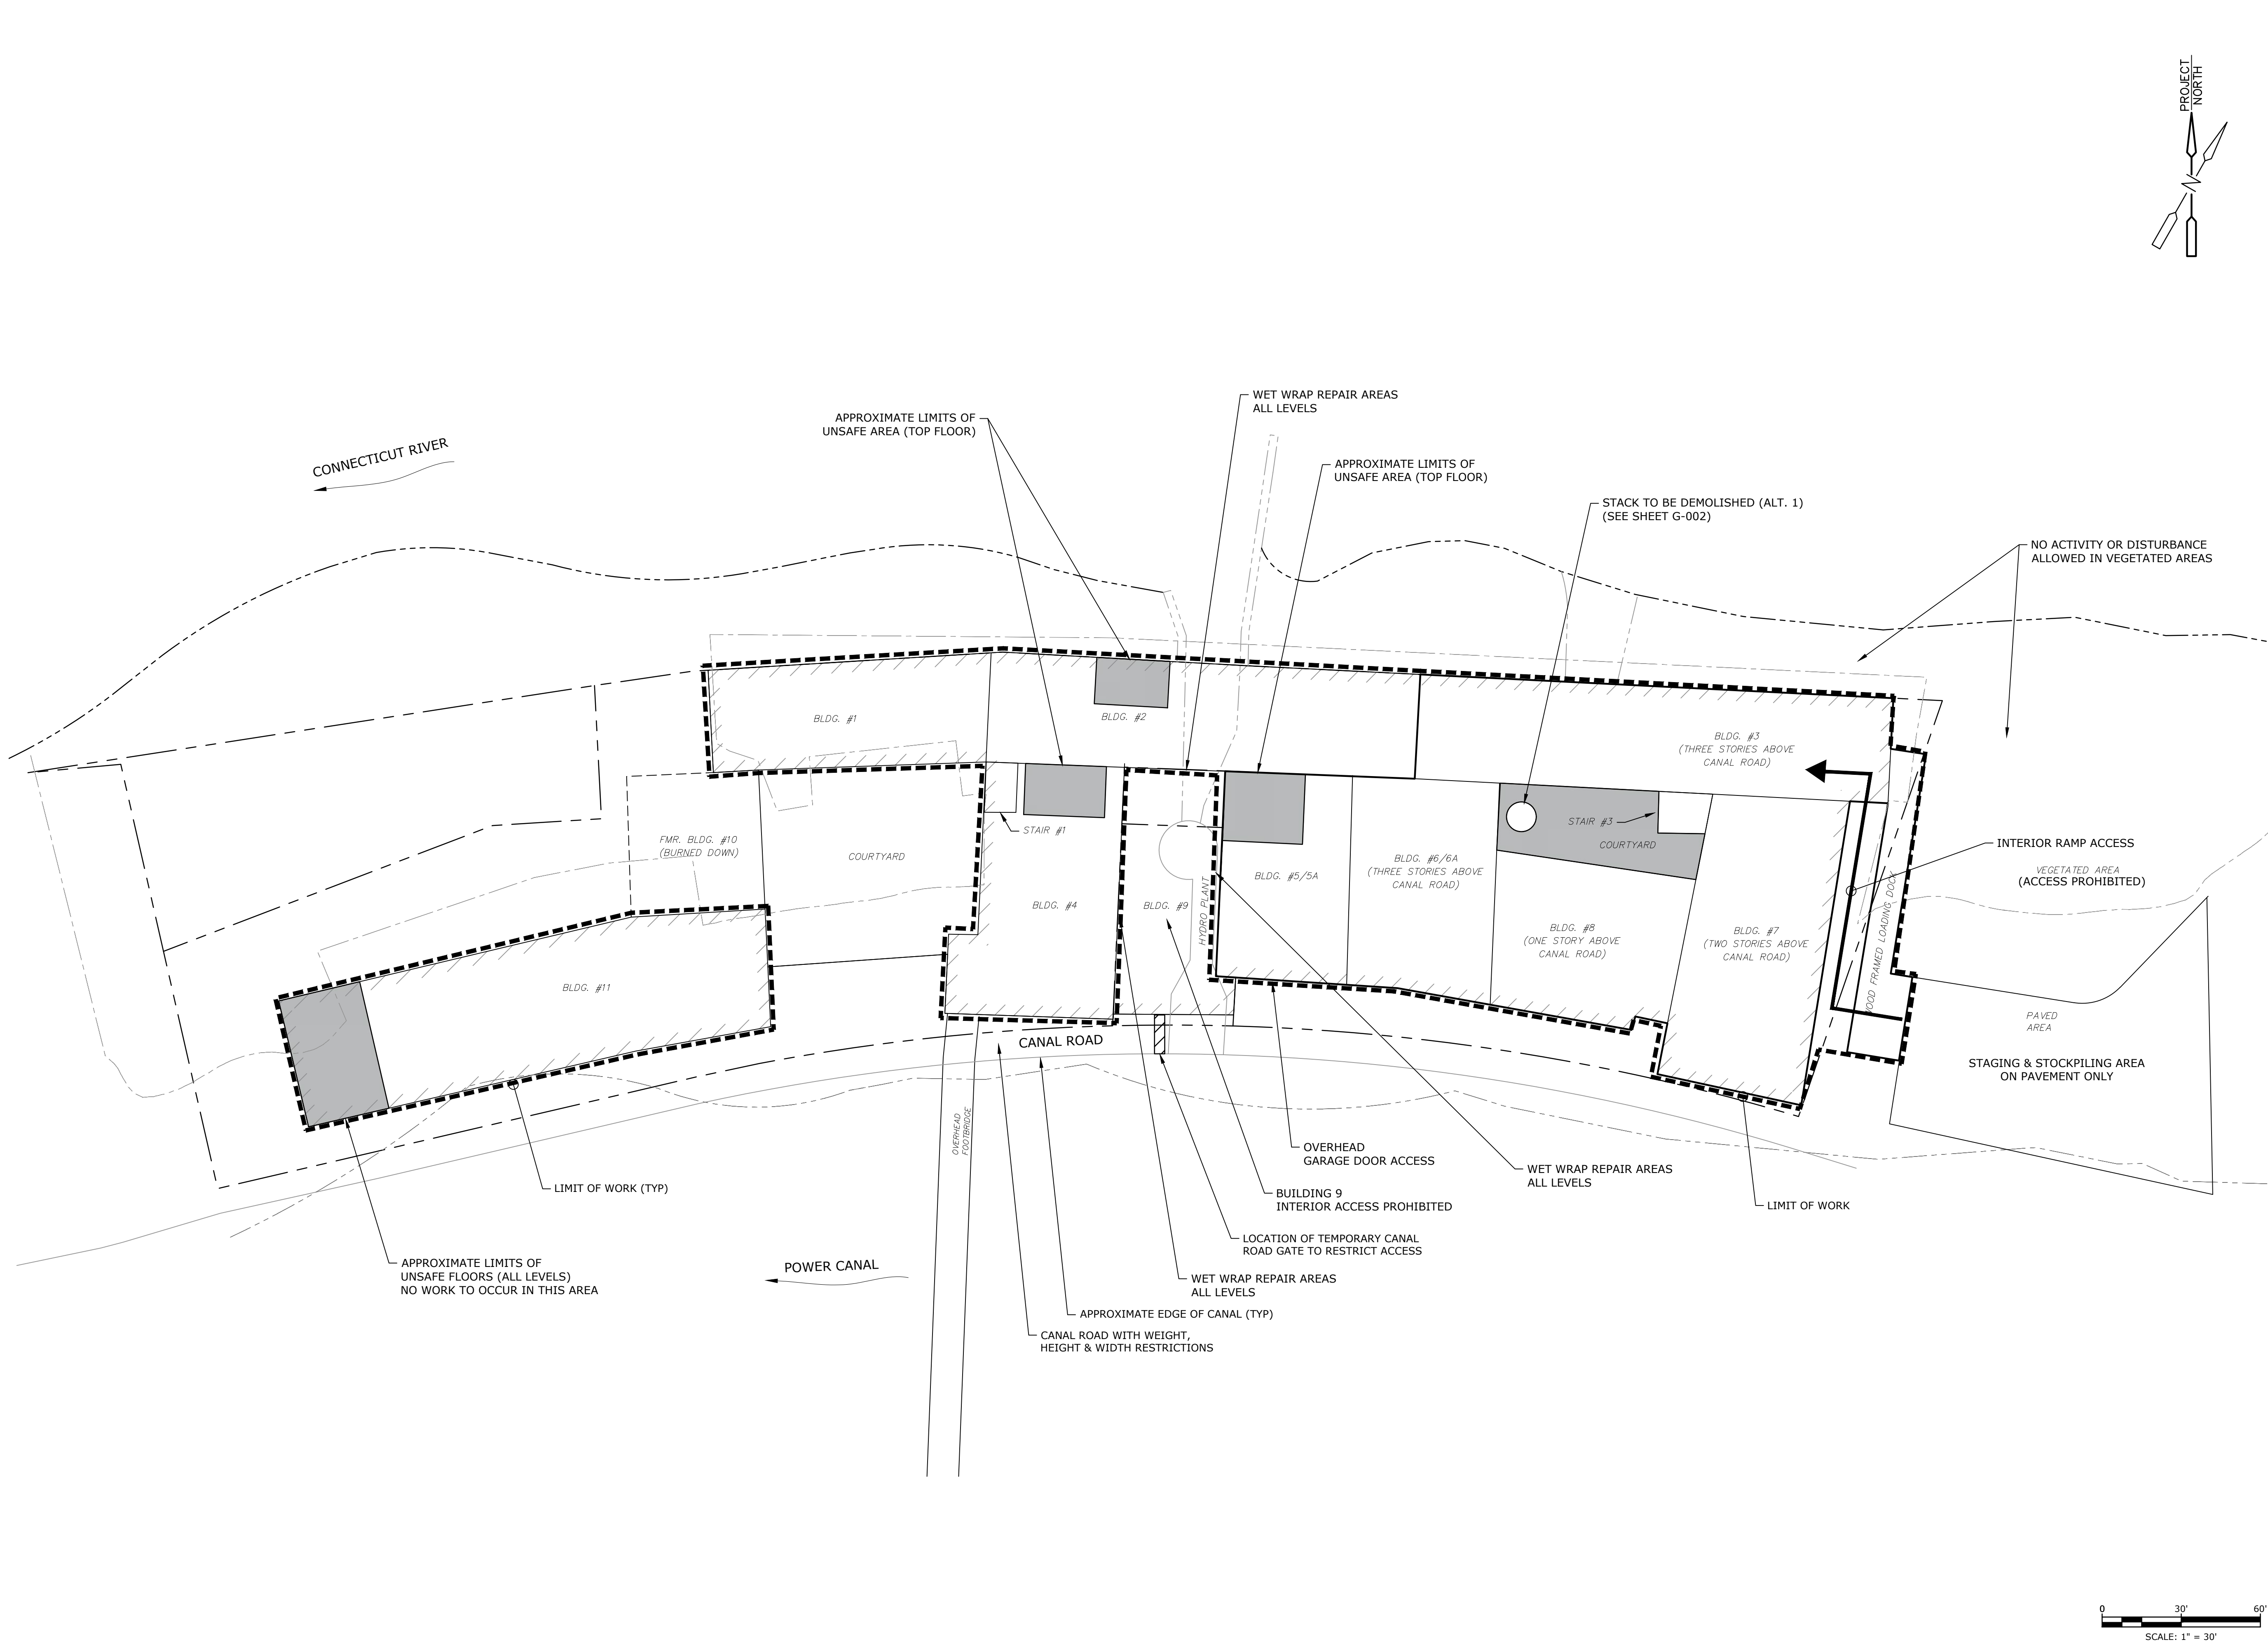 PROJECT
NORTH
WET WRAP REPAIR AREAS
ALL LEVELS
APPROXIMATE LIMITS OF
UNSAFE AREA (TOP FLOOR)
CONNECTICUT RIVER
APPROXIMATE LIMITS OF
UNSAFE AREA (TOP FLOOR)
STACK TO BE DEMOLISHED (ALT. 1)
(SEE SHEET G-002)
NO ACTIVITY OR DISTURBANCE
ALLOWED IN VEGETATED AREAS
BLDG. #1
BLDG. #2
BLDG. #3
(THREE STORIES ABOVE
CANAL ROAD)
FMR. BLDG. #10
(BURNED DOWN)
COURTYARD
STAIR #1
BLDG. #4
BLDG. #9
HYDRO PLANT
BLDG. #5/5A
BLDG. #6/6A
(THREE STORIES ABOVE
CANAL ROAD)
STAIR #3
COURTYARD
BLDG. #8
(ONE STORY ABOVE
CANAL ROAD)
BLDG. #7
(TWO STORIES ABOVE
CANAL ROAD)
WOOD FRAMED LOADING DOCK
INTERIOR RAMP ACCESS
VEGETATED AREA
(ACCESS PROHIBITED)
BLDG. #11
PAVED
AREA
STAGING & STOCKPILING AREA
ON PAVEMENT ONLY
CANAL ROAD
OVERHEAD
FOOTBRIDGE
OVERHEAD
GARAGE DOOR ACCESS
WET WRAP REPAIR AREAS
ALL LEVELS
LIMIT OF WORK (TYP)
BUILDING 9
INTERIOR ACCESS PROHIBITED
LIMIT OF WORK
LOCATION OF TEMPORARY CANAL
ROAD GATE TO RESTRICT ACCESS
APPROXIMATE LIMITS OF
UNSAFE FLOORS (ALL LEVELS)
NO WORK TO OCCUR IN THIS AREA
POWER CANAL
WET WRAP REPAIR AREAS
ALL LEVELS
APPROXIMATE EDGE OF CANAL (TYP)
CANAL ROAD WITH WEIGHT,
HEIGHT & WIDTH RESTRICTIONS
0 30' 60'
SCALE: 1" = 30'